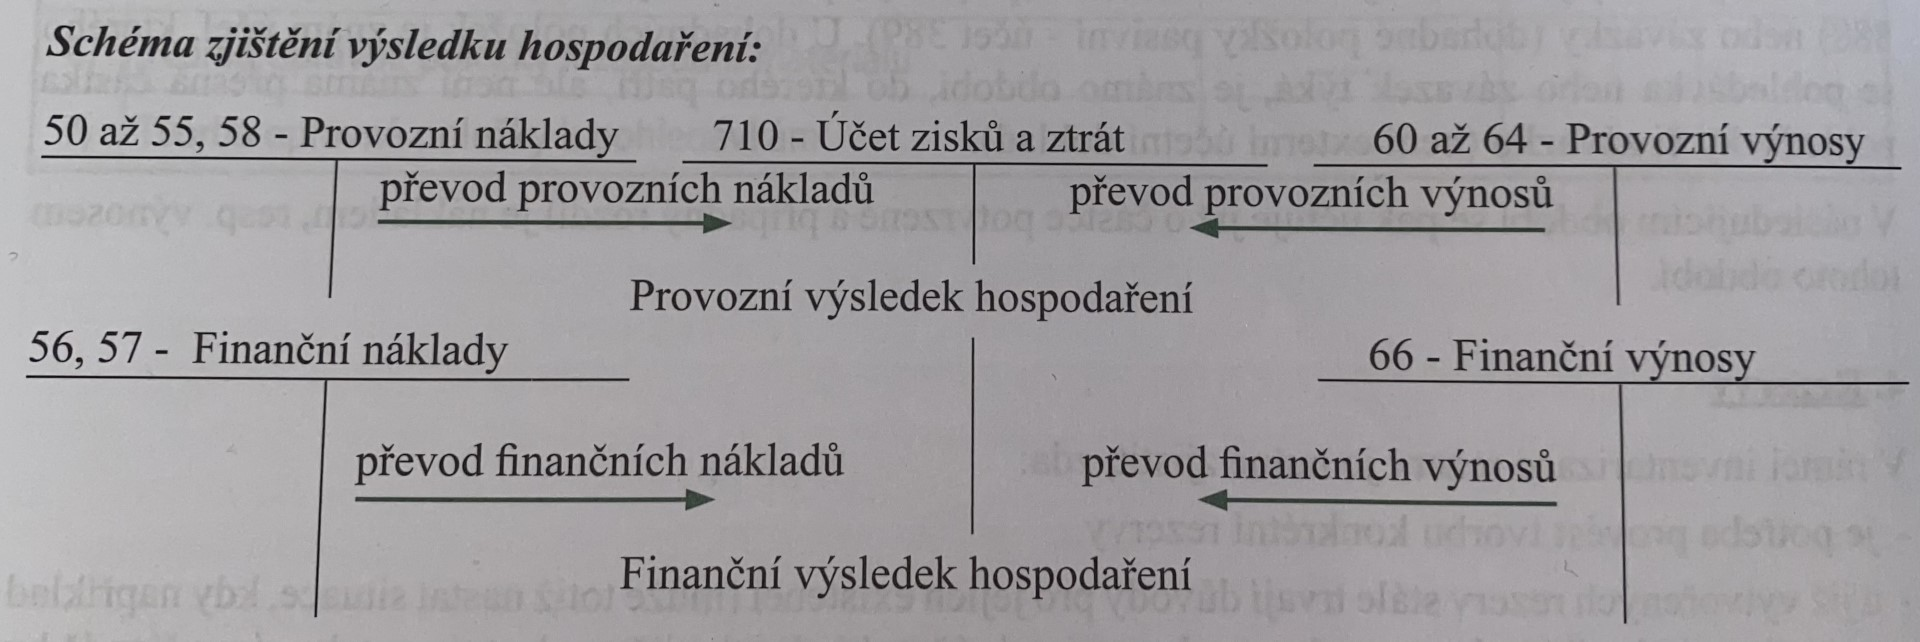 Schéma zjištění výsledku hospodaření:
50 až 55, 58 - Provozní náklady 710 - Účet zisků a ztrát 60 až 64 - Provozní výnosy
převod provozních nákladů převod provozních výnosů
Provozní výsledek hospodaření
56, 57 - Finanční náklady 66 - Finanční výnosy
převod finančních nákladů převod finančních výnosů
Finanční výsledek hospodaření